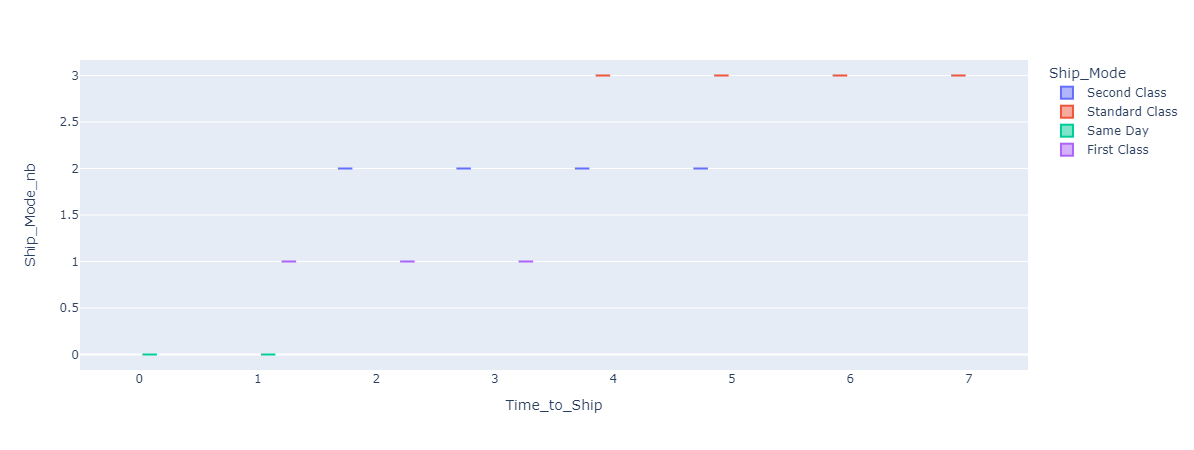 3
2.5
2
1.5
1
0.5
0
Ship_Mode_nb
0 1 2 3 4 5 6 7
Time_to_Ship
Ship_Mode
Second Class
Standard Class
Same Day
First Class